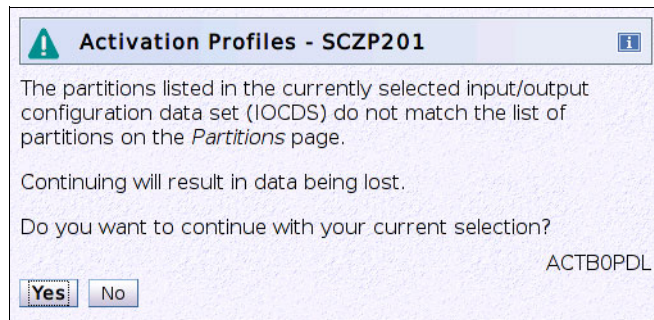 Activation Profiles - SCZP201
i
The partitions listed in the currently selected input/output
configuration data set (IOCDS) do not match the list of
partitions on the Partitions page.
Continuing will result in data being lost.
Do you want to continue with your current selection?
ACTB0PDL
Yes No